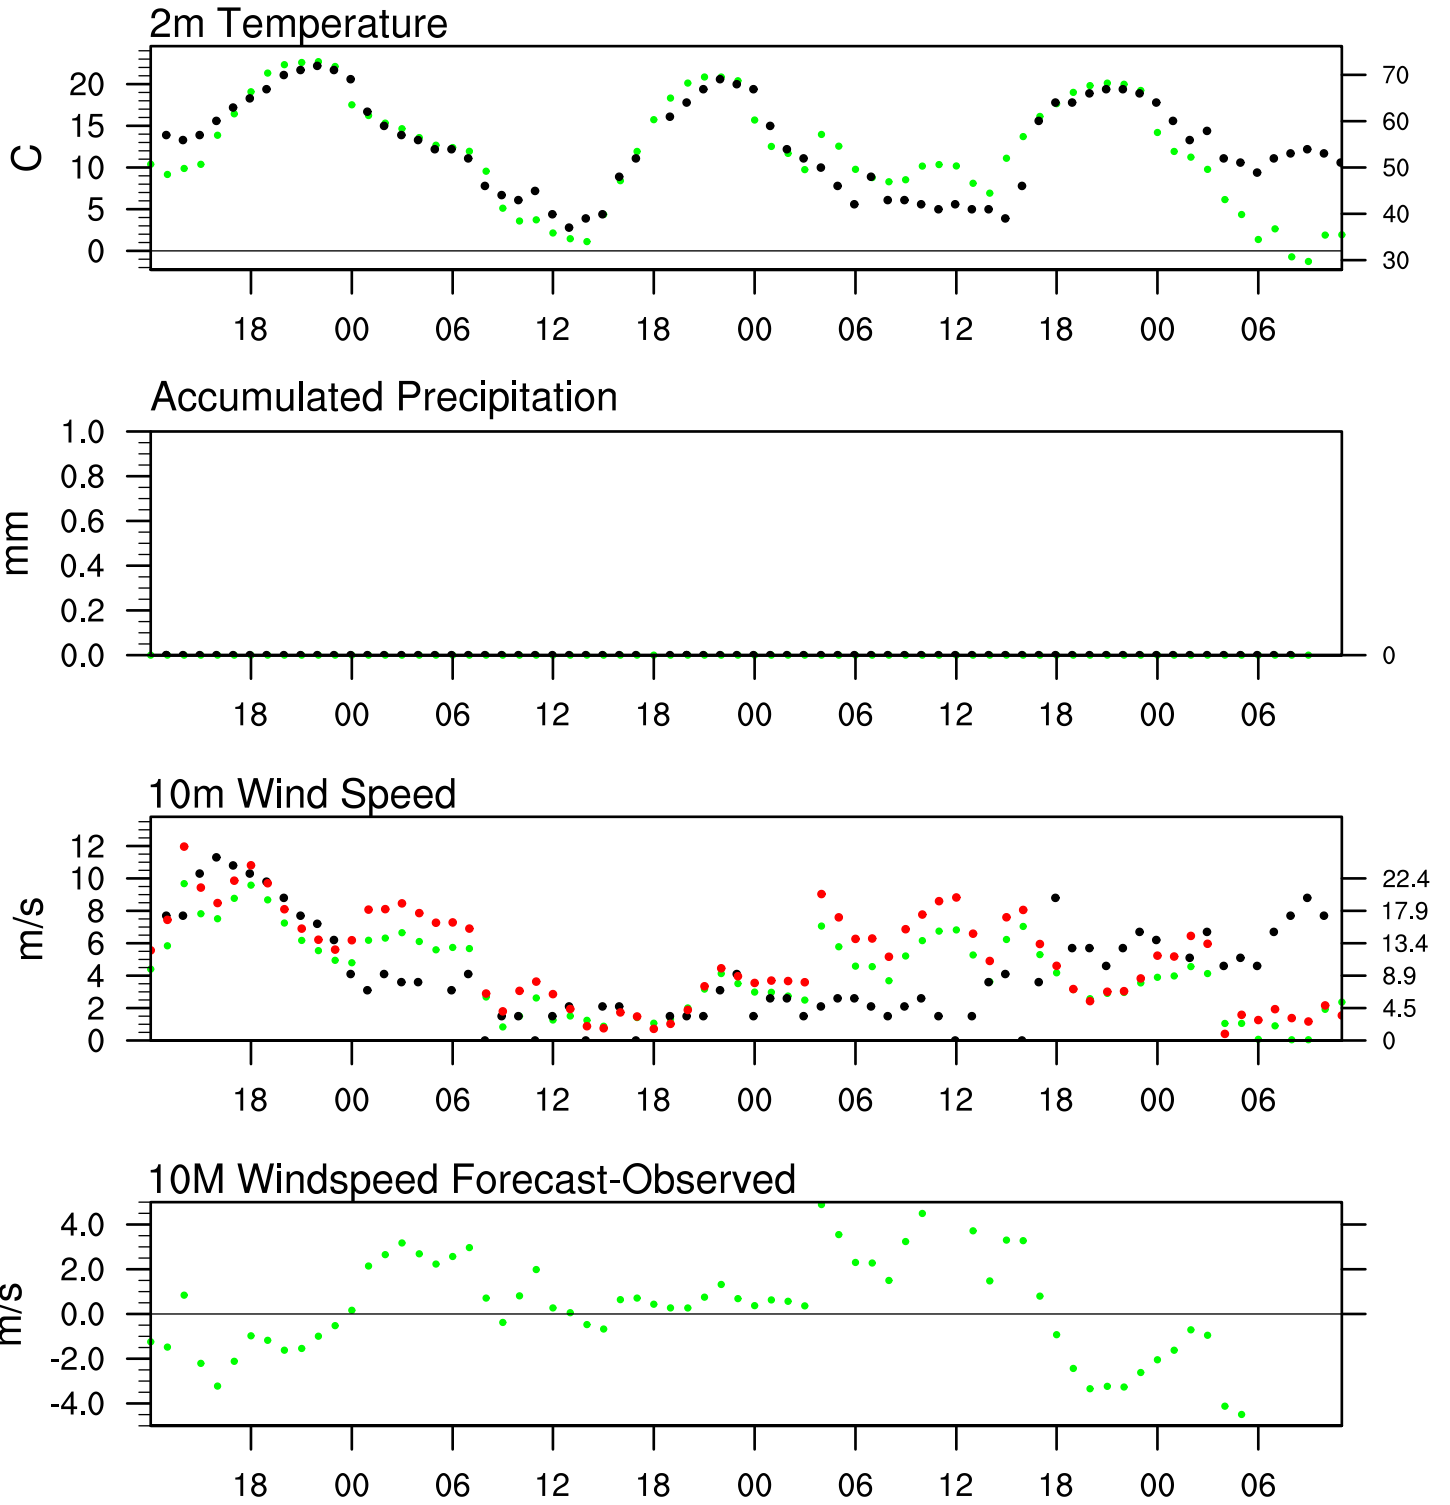 2m Temperature
20
15
10
5
0
C
70
60
50
40
30
18 00 06 12 18 00 06 12 18 00 06
Accumulated Precipitation
1.0
0.8
0.6
0.4
0.2
0.0
mm
0
18 00 06 12 18 00 06 12 18 00 06
10m Wind Speed
12
10
8
6
4
2
0
m/s
22.4
17.9
13.4
8.9
4.5
0
18 00 06 12 18 00 06 12 18 00 06
10M Windspeed Forecast-Observed
4.0
2.0
0.0
-2.0
-4.0
m/s
18 00 06 12 18 00 06 12 18 00 06